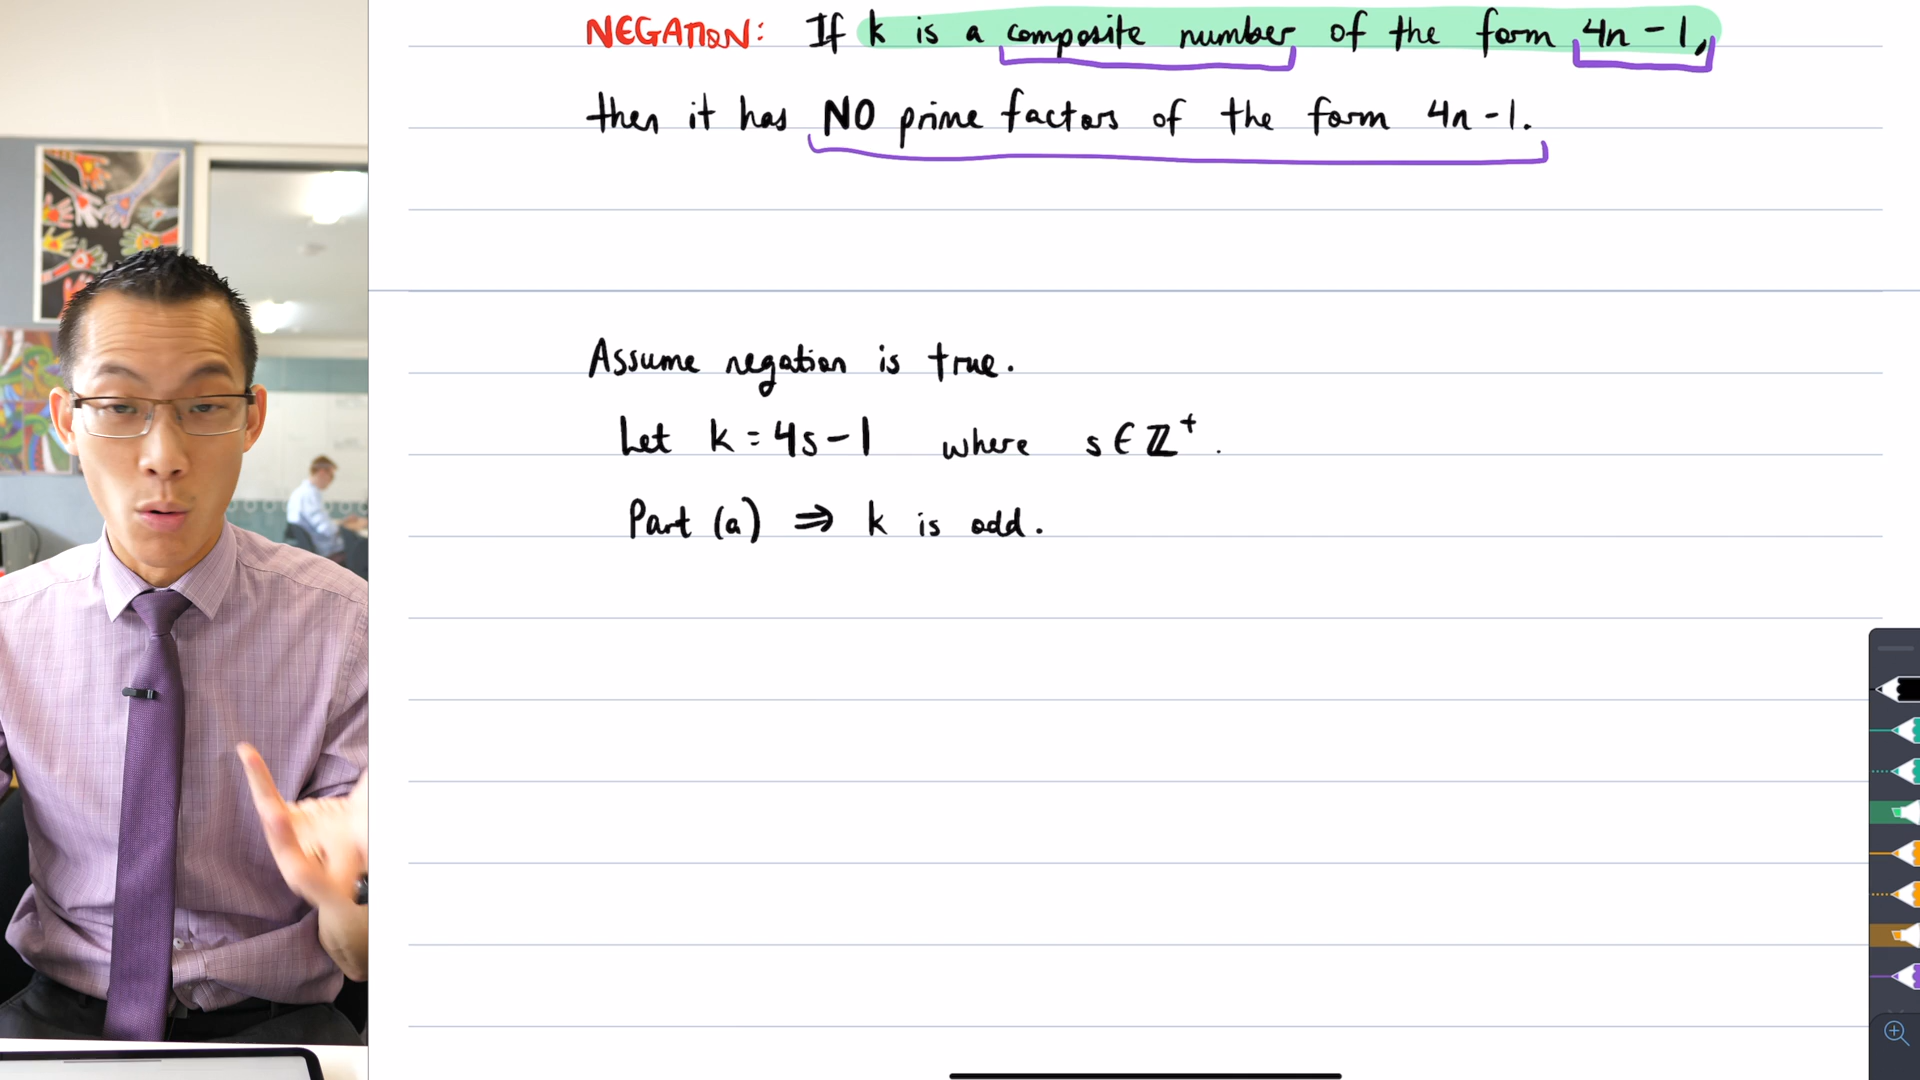 NEGATION: If k is a composite number of the form 4n - 1,
then it has NO prime factors of the form 4n - 1.
Assume negation is true.
Let k = 4s - 1 where s ∈ ℤ⁺.
Part (a) ⇒ k is odd.